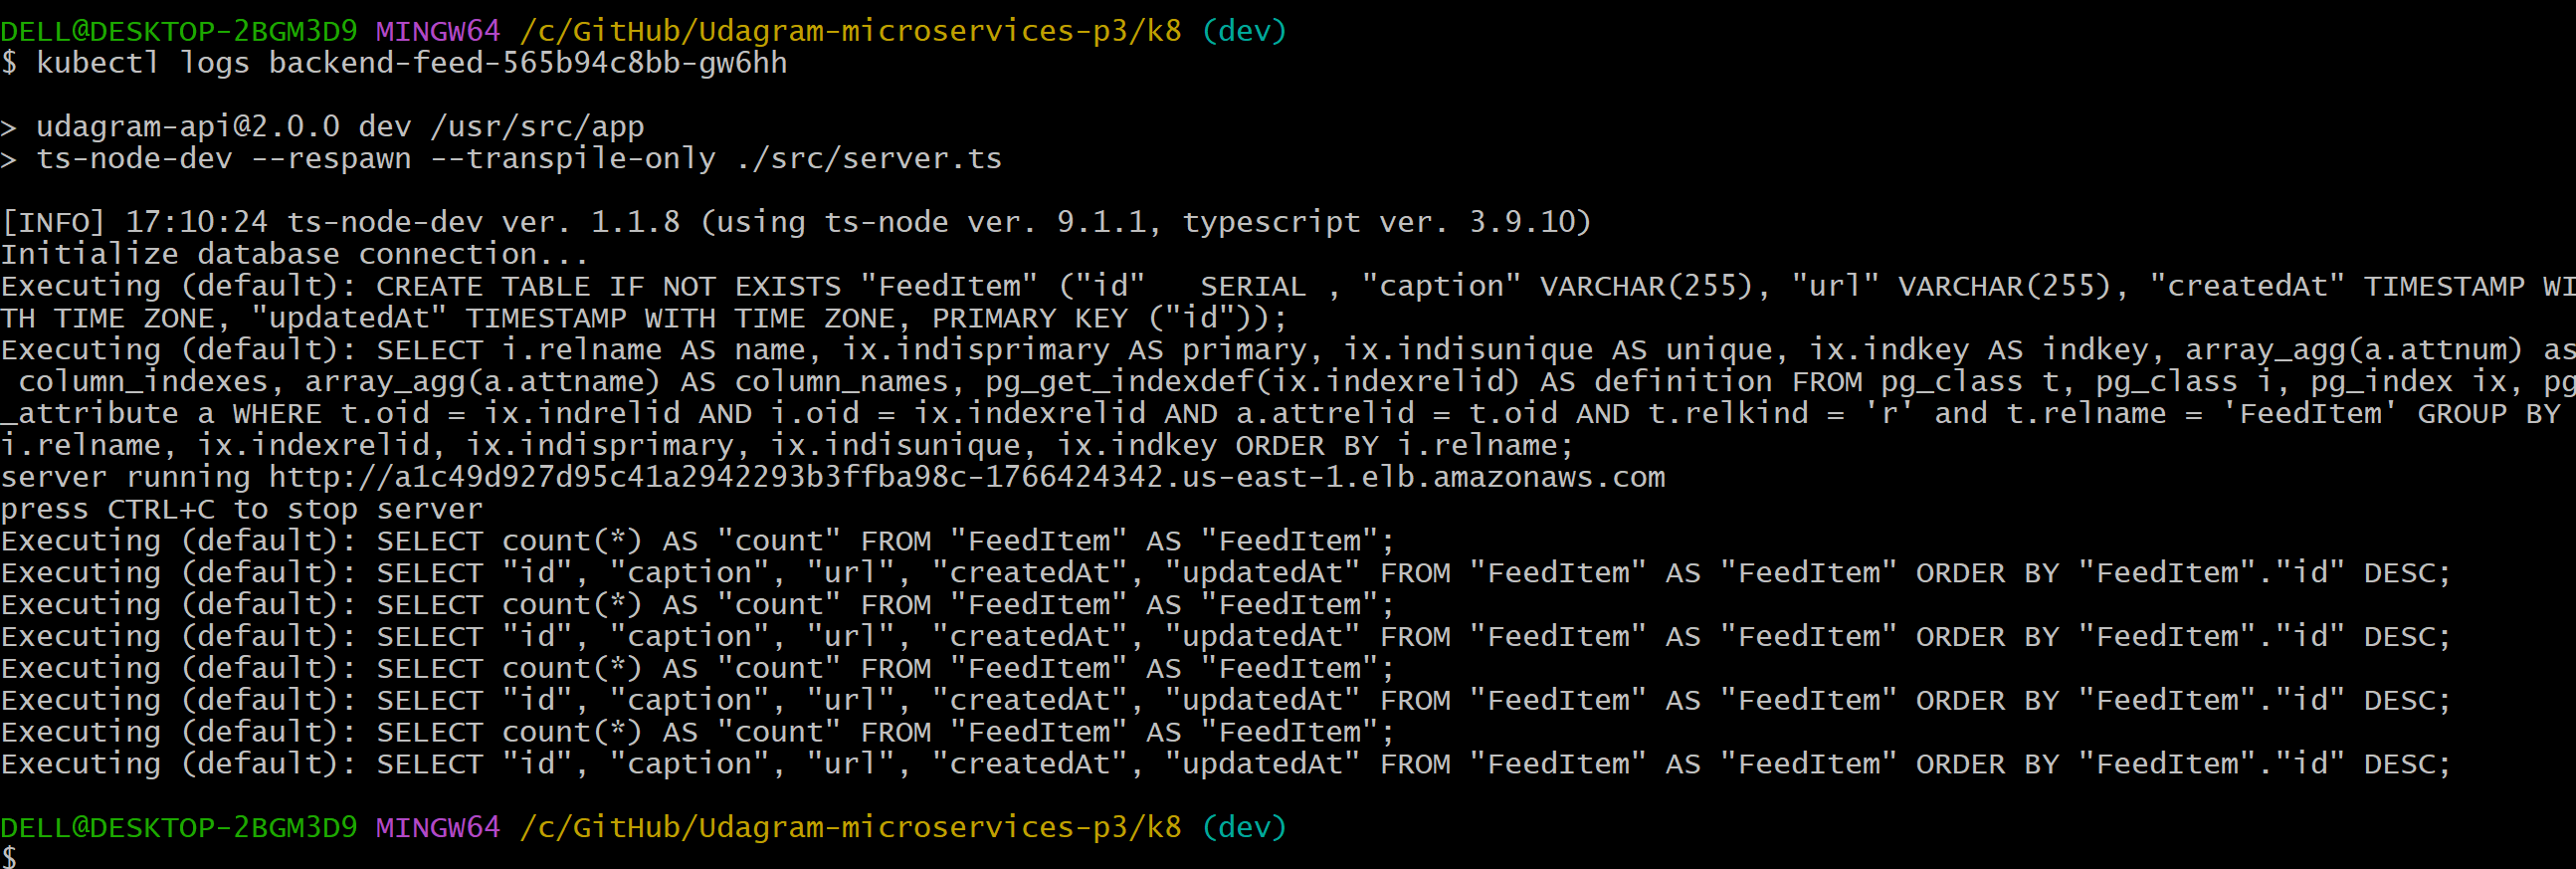 DELL@DESKTOP-2BGM3D9 MINGW64 /c/GitHub/Udagram-microservices-p3/k8 (dev)
$ kubectl logs backend-feed-565b94c8bb-gw6hh
> udagram-api@2.0.0 dev /usr/src/app
> ts-node-dev --respawn --transpile-only ./src/server.ts
[INFO] 17:10:24 ts-node-dev ver. 1.1.8 (using ts-node ver. 9.1.1, typescript ver. 3.9.10)
Initialize database connection...
Executing (default): CREATE TABLE IF NOT EXISTS "FeedItem" ("id"   SERIAL , "caption" VARCHAR(255), "url" VARCHAR(255), "createdAt" TIMESTAMP WI
TH TIME ZONE, "updatedAt" TIMESTAMP WITH TIME ZONE, PRIMARY KEY ("id"));
Executing (default): SELECT i.relname AS name, ix.indisprimary AS primary, ix.indisunique AS unique, ix.indkey AS indkey, array_agg(a.attnum) as
 column_indexes, array_agg(a.attname) AS column_names, pg_get_indexdef(ix.indexrelid) AS definition FROM pg_class t, pg_class i, pg_index ix, pg
_attribute a WHERE t.oid = ix.indrelid AND i.oid = ix.indexrelid AND a.attrelid = t.oid AND t.relkind = 'r' and t.relname = 'FeedItem' GROUP BY
i.relname, ix.indexrelid, ix.indisprimary, ix.indisunique, ix.indkey ORDER BY i.relname;
server running http://a1c49d927d95c41a2942293b3ffba98c-1766424342.us-east-1.elb.amazonaws.com
press CTRL+C to stop server
Executing (default): SELECT count(*) AS "count" FROM "FeedItem" AS "FeedItem";
Executing (default): SELECT "id", "caption", "url", "createdAt", "updatedAt" FROM "FeedItem" AS "FeedItem" ORDER BY "FeedItem"."id" DESC;
Executing (default): SELECT count(*) AS "count" FROM "FeedItem" AS "FeedItem";
Executing (default): SELECT "id", "caption", "url", "createdAt", "updatedAt" FROM "FeedItem" AS "FeedItem" ORDER BY "FeedItem"."id" DESC;
Executing (default): SELECT count(*) AS "count" FROM "FeedItem" AS "FeedItem";
Executing (default): SELECT "id", "caption", "url", "createdAt", "updatedAt" FROM "FeedItem" AS "FeedItem" ORDER BY "FeedItem"."id" DESC;
Executing (default): SELECT count(*) AS "count" FROM "FeedItem" AS "FeedItem";
Executing (default): SELECT "id", "caption", "url", "createdAt", "updatedAt" FROM "FeedItem" AS "FeedItem" ORDER BY "FeedItem"."id" DESC;
DELL@DESKTOP-2BGM3D9 MINGW64 /c/GitHub/Udagram-microservices-p3/k8 (dev)
$